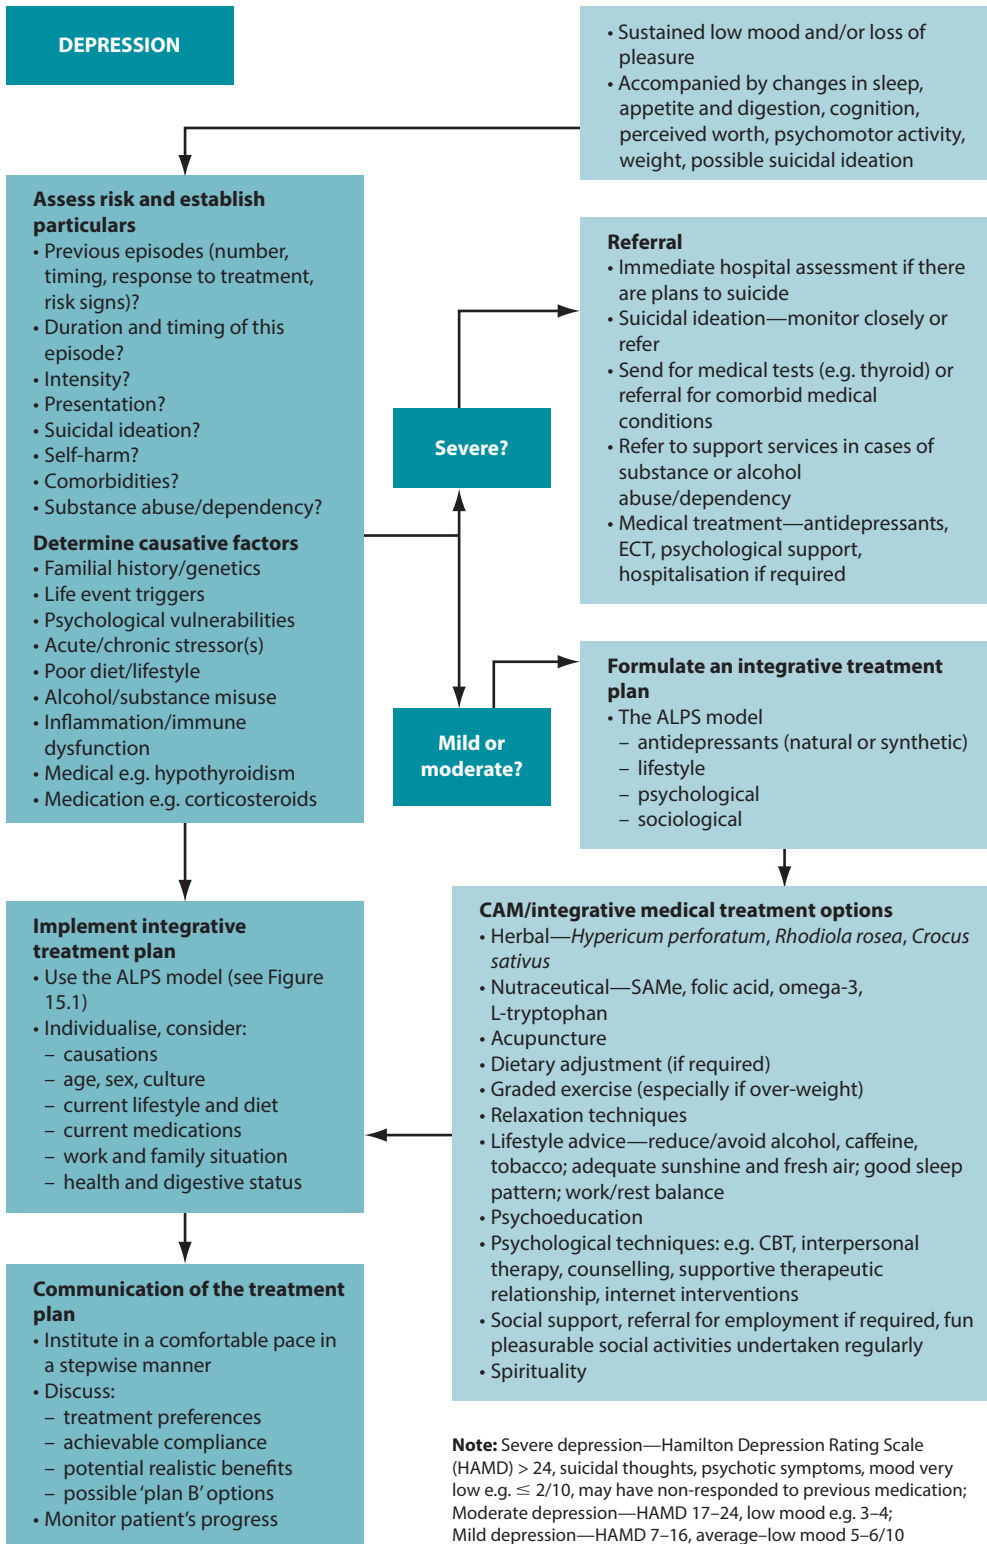 DEPRESSION
• Sustained low mood and/or loss of
pleasure
• Accompanied by changes in sleep,
appetite and digestion, cognition,
perceived worth, psychomotor activity,
weight, possible suicidal ideation
Assess risk and establish
particulars
• Previous episodes (number,
timing, response to treatment,
risk signs)?
• Duration and timing of this
episode?
• Intensity?
• Presentation?
• Suicidal ideation?
• Self-harm?
• Comorbidities?
• Substance abuse/dependency?
Determine causative factors
• Familial history/genetics
• Life event triggers
• Psychological vulnerabilities
• Acute/chronic stressor(s)
• Poor diet/lifestyle
• Alcohol/substance misuse
• Inflammation/immune
dysfunction
• Medical e.g. hypothyroidism
• Medication e.g. corticosteroids
Severe?
Referral
• Immediate hospital assessment if there
are plans to suicide
• Suicidal ideation—monitor closely or
refer
• Send for medical tests (e.g. thyroid) or
referral for comorbid medical
conditions
• Refer to support services in cases of
substance or alcohol
abuse/dependency
• Medical treatment—antidepressants,
ECT, psychological support,
hospitalisation if required
Mild or
moderate?
Formulate an integrative treatment
plan
• The ALPS model
– antidepressants (natural or synthetic)
– lifestyle
– psychological
– sociological
CAM/integrative medical treatment options
• Herbal—Hypericum perforatum, Rhodiola rosea, Crocus
sativus
• Nutraceutical—SAMe, folic acid, omega-3,
L-tryptophan
• Acupuncture
• Dietary adjustment (if required)
• Graded exercise (especially if over-weight)
• Relaxation techniques
• Lifestyle advice—reduce/avoid alcohol, caffeine,
tobacco; adequate sunshine and fresh air; good sleep
pattern; work/rest balance
• Psychoeducation
• Psychological techniques: e.g. CBT, interpersonal
therapy, counselling, supportive therapeutic
relationship, internet interventions
• Social support, referral for employment if required, fun
pleasurable social activities undertaken regularly
• Spirituality
Implement integrative
treatment plan
• Use the ALPS model (see Figure
15.1)
• Individualise, consider:
– causations
– age, sex, culture
– current lifestyle and diet
– current medications
– work and family situation
– health and digestive status
Communication of the treatment
plan
• Institute in a comfortable pace in
a stepwise manner
• Discuss:
– treatment preferences
– achievable compliance
– potential realistic benefits
– possible ‘plan B’ options
• Monitor patient’s progress
Note: Severe depression—Hamilton Depression Rating Scale
(HAMD) > 24, suicidal thoughts, psychotic symptoms, mood very
low e.g. ≤ 2/10, may have non-responded to previous medication;
Moderate depression—HAMD 17–24, low mood e.g. 3–4;
Mild depression—HAMD 7–16, average–low mood 5–6/10